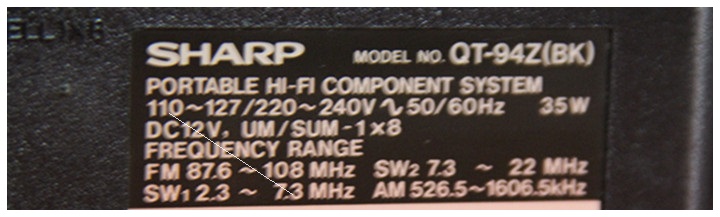 SHARP MODEL NO. QT-94Z(BK)
PORTABLE HI-FI COMPONENT SYSTEM
110~127/220~240V∿50/60Hz 35W
DC12V, UM/SUM-1×8
FREQUENCY RANGE
FM 87.6 ~ 108 MHz SW2 7.3 ~ 22 MHz
SW1 2.3 ~ 7.3 MHz AM 526.5~1606.5kHz